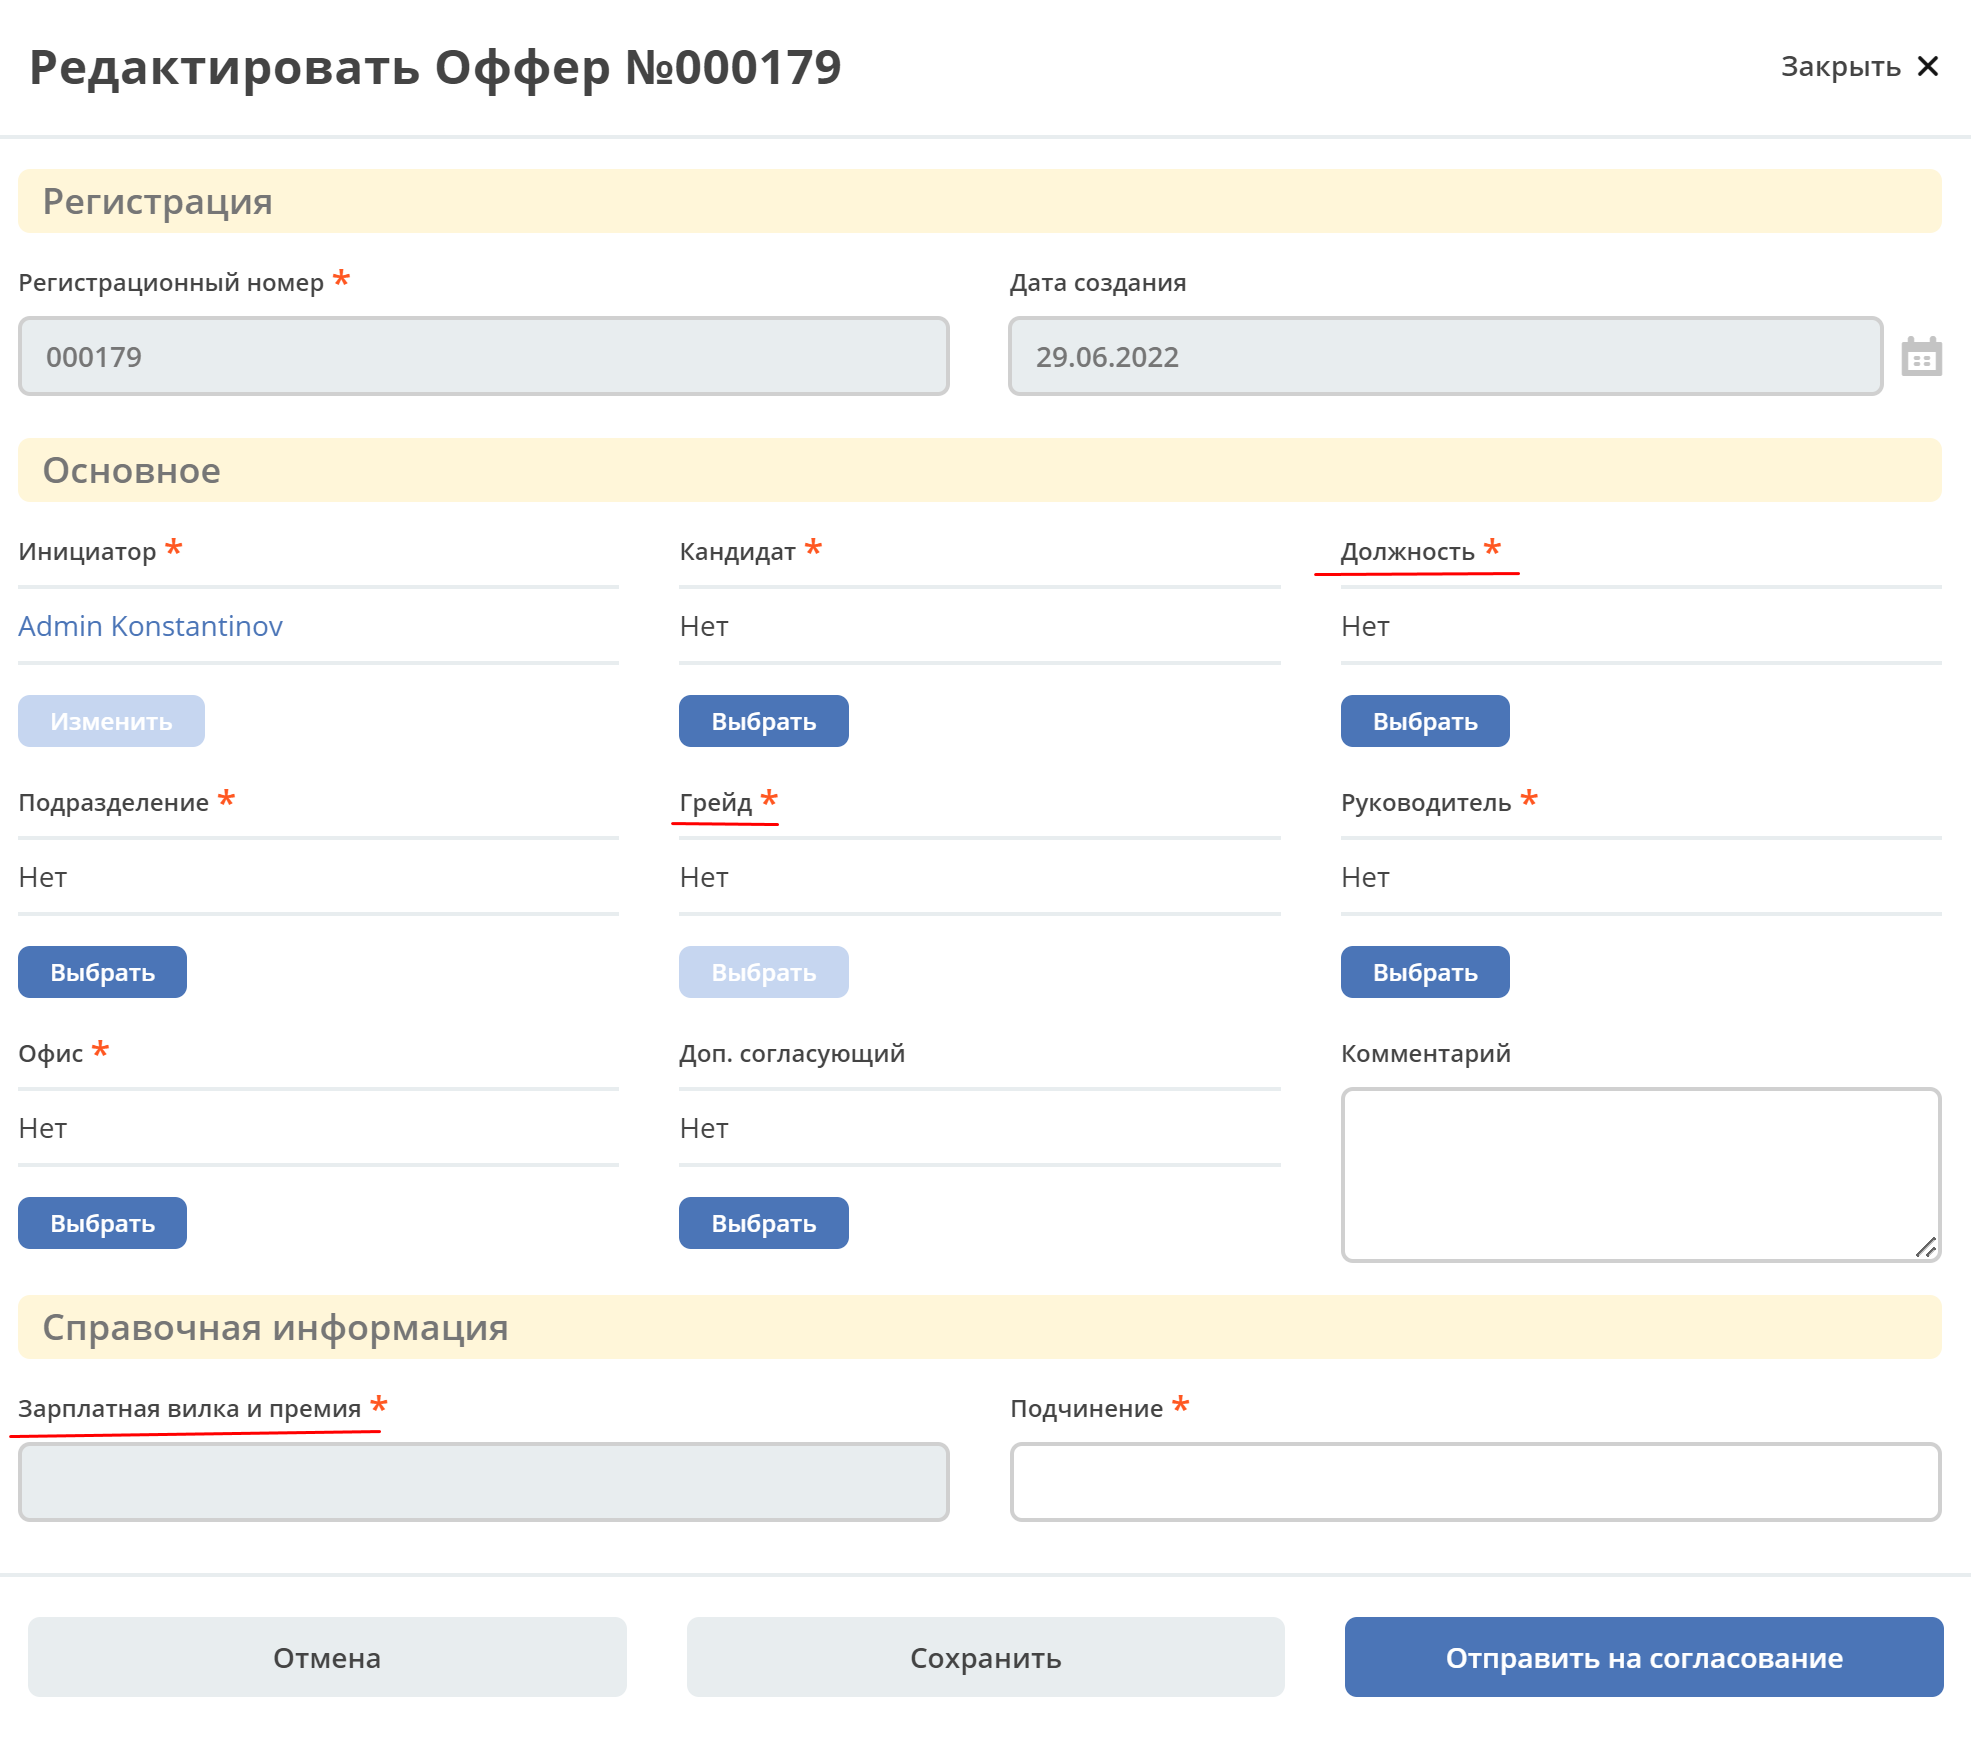 Редактировать Оффер №000179
Закрыть ✕
Регистрация
Регистрационный номер *
Дата создания
000179
29.06.2022
Основное
Инициатор *
Кандидат *
Должность *
Admin Konstantinov
Нет
Нет
Изменить
Выбрать
Выбрать
Подразделение *
Грейд *
Руководитель *
Нет
Нет
Нет
Выбрать
Выбрать
Выбрать
Офис *
Доп. согласующий
Комментарий
Нет
Нет
Выбрать
Выбрать
Справочная информация
Зарплатная вилка и премия *
Подчинение *
Отмена
Сохранить
Отправить на согласование